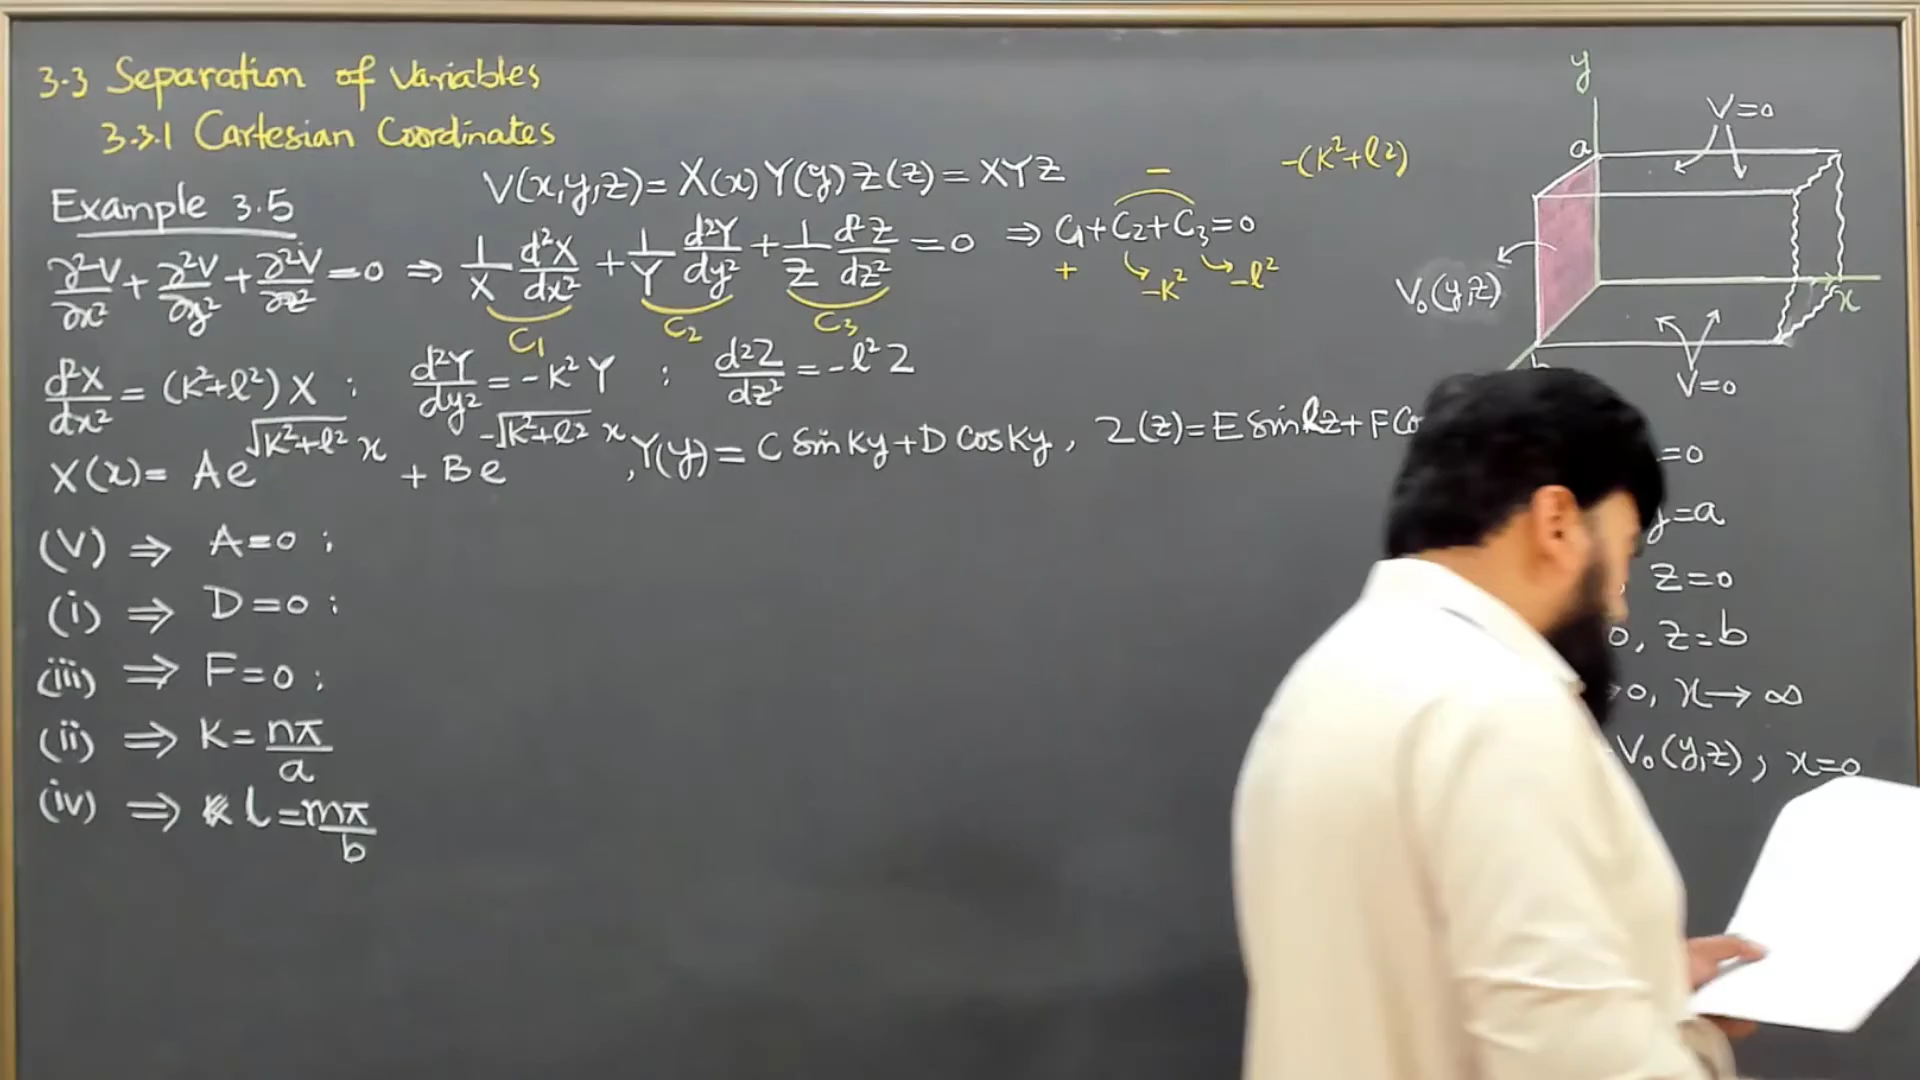 3.3 Separation of Variables
3.3.1 Cartesian Coordinates
Example 3.5
V(x,y,z)= X(x) Y(y) Z(z) = XYZ
∂²V/∂x² + ∂²V/∂y² + ∂²V/∂z² = 0 ⇒ 1/X d²X/dx² + 1/Y d²Y/dy² + 1/Z d²Z/dz² = 0 ⇒ C₁+C₂+C₃=0
C₁ C₂ C₃
+ -K² -l²
−
-(K²+l²)
d²X/dx² = (K²+l²) X ; d²Y/dy² = -K² Y ; d²Z/dz² = -l² Z
X(x)= A e^√(K²+l²) x + B e^-√(K²+l²) x , Y(y) = C Sin Ky + D Cos Ky , Z(z)= E Sin lz + F
(V) ⇒ A=0 ;
(i) ⇒ D=0 ;
(iii) ⇒ F=0 ;
(ii) ⇒ K= nπ/a
(iv) ⇒ l= mπ/b
y
V=0
a
V₀(y,z)
x
V=0
=0
y=a
, z=0
0, z=b
→0, x→∞
V₀(y,z), x=0